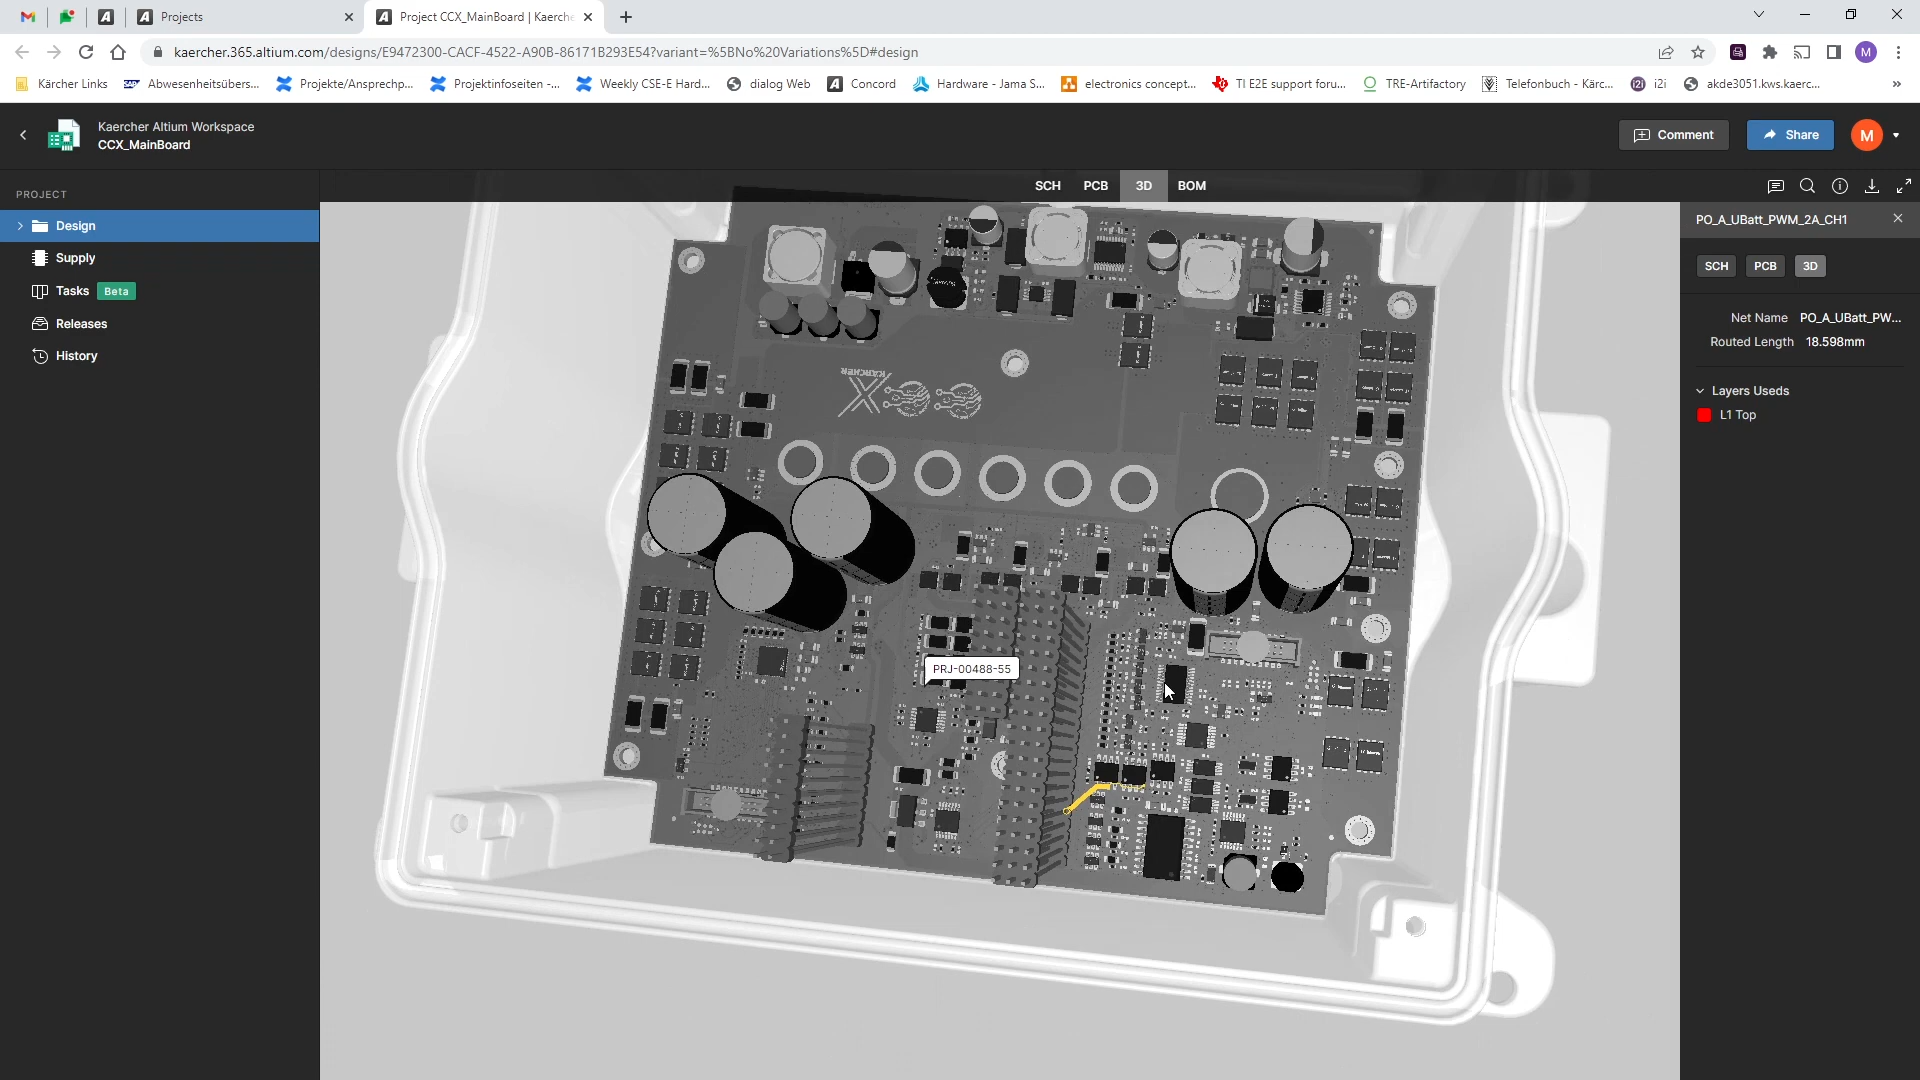 Projects
Project CCX_MainBoard | Kaerche
kaercher.365.altium.com/designs/E9472300-CACF-4522-A90B-86171B293E54?variant=%5BNo%20Variations%5D#design
M
Kärcher Links
Abwesenheitsübers...
Projekte/Ansprechp...
Projektinfoseiten -...
Weekly CSE-E Hard...
dialog Web
Concord
Hardware - Jama S...
electronics concept...
TI E2E support foru...
TRE-Artifactory
Telefonbuch - Kärc...
i2i
akde3051.kws.kaerc...
»
Kaercher Altium Workspace
CCX_MainBoard
Comment
Share
M
PROJECT
Design
Supply
Tasks Beta
Releases
History
SCH PCB 3D BOM
KÄRCHER
PRJ-00488-55
PO_A_UBatt_PWM_2A_CH1
SCH PCB 3D
Net Name PO_A_UBatt_PW...
Routed Length 18.598mm
Layers Useds
L1 Top